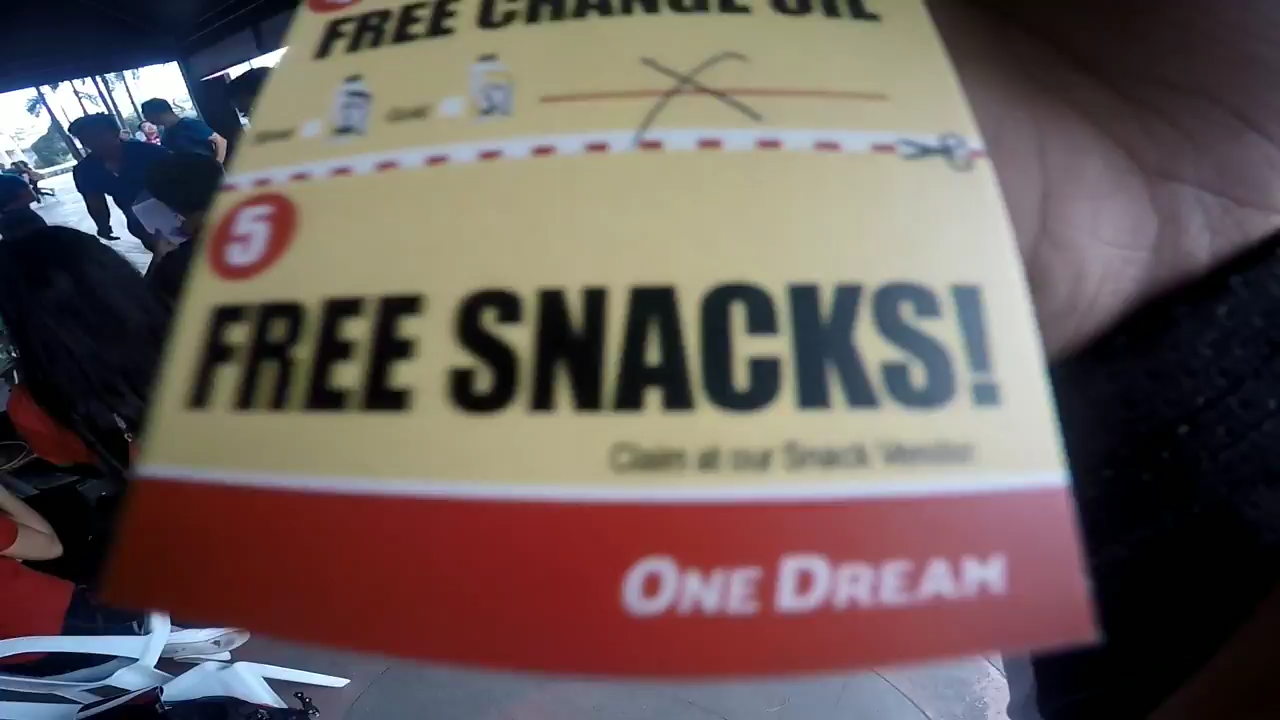 FREE CHANGE OIL
5
FREE SNACKS!
Claim at our Snack Vendor
ONE DREAM